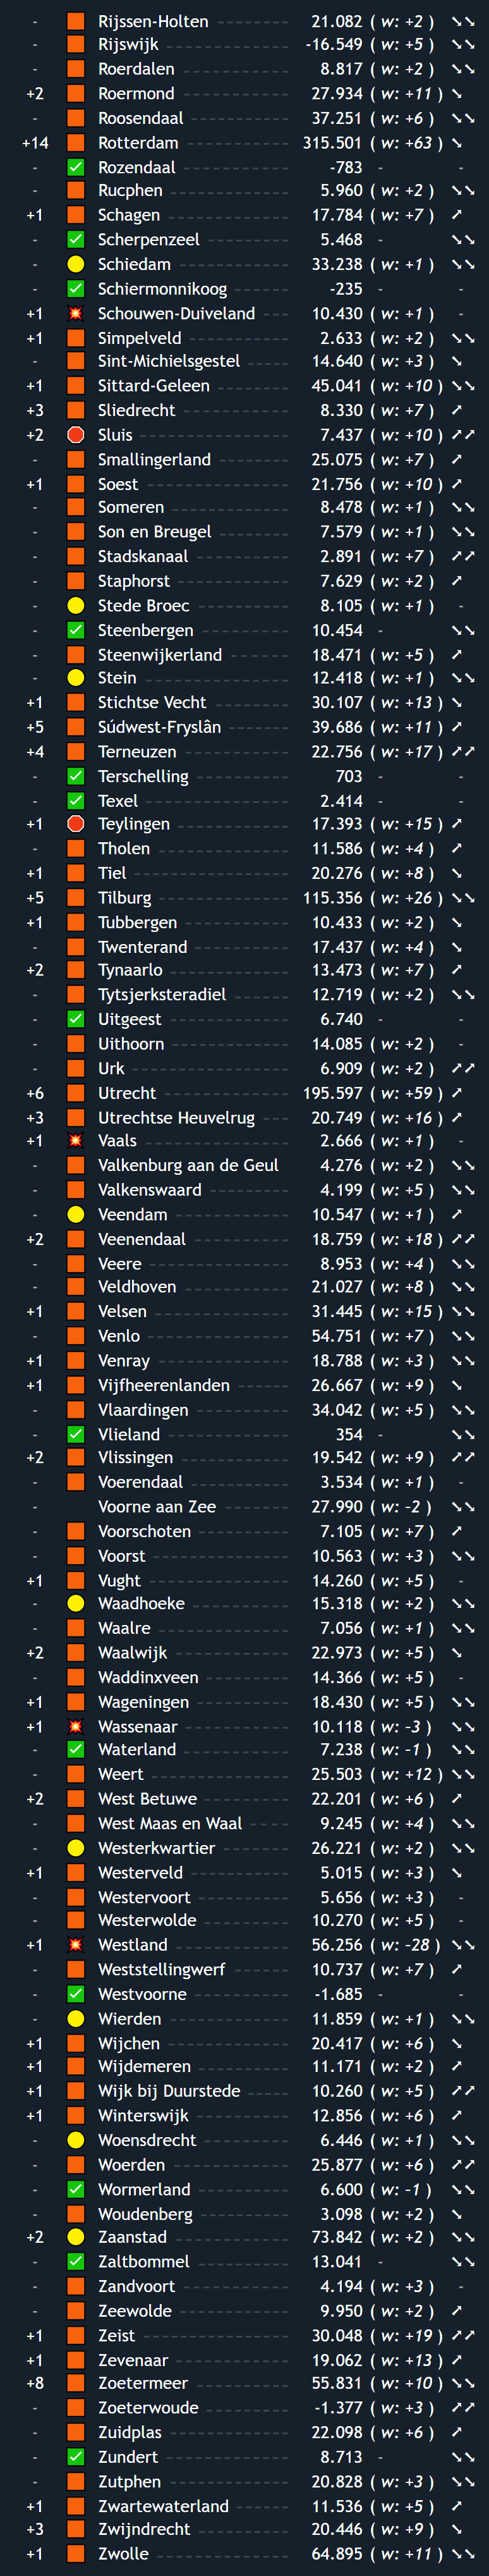 - Rijssen-Holten 21.082 ( w: +2 ) ↘↘
- Rijswijk -16.549 ( w: +5 ) ↘↘
- Roerdalen 8.817 ( w: +2 ) ↘↘
+2 Roermond 27.934 ( w: +11 ) ↘
- Roosendaal 37.251 ( w: +6 ) ↘↘
+14 Rotterdam 315.501 ( w: +63 ) ↘
- Rozendaal -783 - -
- Rucphen 5.960 ( w: +2 ) ↘↘
+1 Schagen 17.784 ( w: +7 ) ↗
- Scherpenzeel 5.468 - ↘↘
- Schiedam 33.238 ( w: +1 ) ↘↘
- Schiermonnikoog -235 - -
+1 Schouwen-Duiveland 10.430 ( w: +1 ) -
+1 Simpelveld 2.633 ( w: +2 ) ↘↘
- Sint-Michielsgestel 14.640 ( w: +3 ) ↘
+1 Sittard-Geleen 45.041 ( w: +10 ) ↘↘
+3 Sliedrecht 8.330 ( w: +7 ) ↗
+2 Sluis 7.437 ( w: +10 ) ↗↗
- Smallingerland 25.075 ( w: +7 ) ↗
+1 Soest 21.756 ( w: +10 ) ↗
- Someren 8.478 ( w: +1 ) ↘↘
- Son en Breugel 7.579 ( w: +1 ) ↘↘
- Stadskanaal 2.891 ( w: +7 ) ↗↗
- Staphorst 7.629 ( w: +2 ) ↗
- Stede Broec 8.105 ( w: +1 ) -
- Steenbergen 10.454 - ↘↘
- Steenwijkerland 18.471 ( w: +5 ) ↗
- Stein 12.418 ( w: +1 ) ↘↘
+1 Stichtse Vecht 30.107 ( w: +13 ) ↘
+5 Súdwest-Fryslân 39.686 ( w: +11 ) ↗
+4 Terneuzen 22.756 ( w: +17 ) ↗↗
- Terschelling 703 - -
- Texel 2.414 - -
+1 Teylingen 17.393 ( w: +15 ) ↗
- Tholen 11.586 ( w: +4 ) ↗
+1 Tiel 20.276 ( w: +8 ) ↘
+5 Tilburg 115.356 ( w: +26 ) ↘↘
+1 Tubbergen 10.433 ( w: +2 ) ↘
- Twenterand 17.437 ( w: +4 ) ↘
+2 Tynaarlo 13.473 ( w: +7 ) ↗
- Tytsjerksteradiel 12.719 ( w: +2 ) ↘↘
- Uitgeest 6.740 - -
- Uithoorn 14.085 ( w: +2 ) -
- Urk 6.909 ( w: +2 ) ↗↗
+6 Utrecht 195.597 ( w: +59 ) ↗
+3 Utrechtse Heuvelrug 20.749 ( w: +16 ) ↗
+1 Vaals 2.666 ( w: +1 ) -
- Valkenburg aan de Geul 4.276 ( w: +2 ) ↘↘
- Valkenswaard 4.199 ( w: +5 ) ↘↘
- Veendam 10.547 ( w: +1 ) ↗
+2 Veenendaal 18.759 ( w: +18 ) ↗↗
- Veere 8.953 ( w: +4 ) ↘↘
- Veldhoven 21.027 ( w: +8 ) ↘↘
+1 Velsen 31.445 ( w: +15 ) ↘↘
- Venlo 54.751 ( w: +7 ) ↘↘
+1 Venray 18.788 ( w: +3 ) ↘↘
+1 Vijfheerenlanden 26.667 ( w: +9 ) ↘
- Vlaardingen 34.042 ( w: +5 ) ↘↘
- Vlieland 354 - ↘↘
+2 Vlissingen 19.542 ( w: +9 ) ↗↗
- Voerendaal 3.534 ( w: +1 ) -
- Voorne aan Zee 27.990 ( w: -2 ) ↘↘
- Voorschoten 7.105 ( w: +7 ) ↗
- Voorst 10.563 ( w: +3 ) ↘↘
+1 Vught 14.260 ( w: +5 ) -
- Waadhoeke 15.318 ( w: +2 ) ↘↘
- Waalre 7.056 ( w: +1 ) ↘↘
+2 Waalwijk 22.973 ( w: +5 ) ↘
- Waddinxveen 14.366 ( w: +5 ) -
+1 Wageningen 18.430 ( w: +5 ) ↘↘
+1 Wassenaar 10.118 ( w: -3 ) ↘↘
- Waterland 7.238 ( w: -1 ) ↘↘
- Weert 25.503 ( w: +12 ) ↘↘
+2 West Betuwe 22.201 ( w: +6 ) ↗
- West Maas en Waal 9.245 ( w: +4 ) ↘↘
- Westerkwartier 26.221 ( w: +2 ) ↘↘
+1 Westerveld 5.015 ( w: +3 ) ↘
- Westervoort 5.656 ( w: +3 ) -
- Westerwolde 10.270 ( w: +5 ) -
+1 Westland 56.256 ( w: -28 ) ↘↘
- Weststellingwerf 10.737 ( w: +7 ) ↗
- Westvoorne -1.685 - -
- Wierden 11.859 ( w: +1 ) ↘↘
+1 Wijchen 20.417 ( w: +6 ) ↘
+1 Wijdemeren 11.171 ( w: +2 ) ↗
+1 Wijk bij Duurstede 10.260 ( w: +5 ) ↗↗
+1 Winterswijk 12.856 ( w: +6 ) ↗
- Woensdrecht 6.446 ( w: +1 ) ↘↘
- Woerden 25.877 ( w: +6 ) ↗↗
- Wormerland 6.600 ( w: -1 ) ↘↘
- Woudenberg 3.098 ( w: +2 ) ↘
+2 Zaanstad 73.842 ( w: +2 ) ↘↘
- Zaltbommel 13.041 - ↘↘
- Zandvoort 4.194 ( w: +3 ) -
- Zeewolde 9.950 ( w: +2 ) ↗
+1 Zeist 30.048 ( w: +19 ) ↗↗
+1 Zevenaar 19.062 ( w: +13 ) ↗
+8 Zoetermeer 55.831 ( w: +10 ) ↘↘
- Zoeterwoude -1.377 ( w: +3 ) ↗↗
- Zuidplas 22.098 ( w: +6 ) ↗
- Zundert 8.713 - ↘↘
- Zutphen 20.828 ( w: +3 ) ↘↘
+1 Zwartewaterland 11.536 ( w: +5 ) ↗
+3 Zwijndrecht 20.446 ( w: +9 ) ↘
+1 Zwolle 64.895 ( w: +11 ) ↘↘